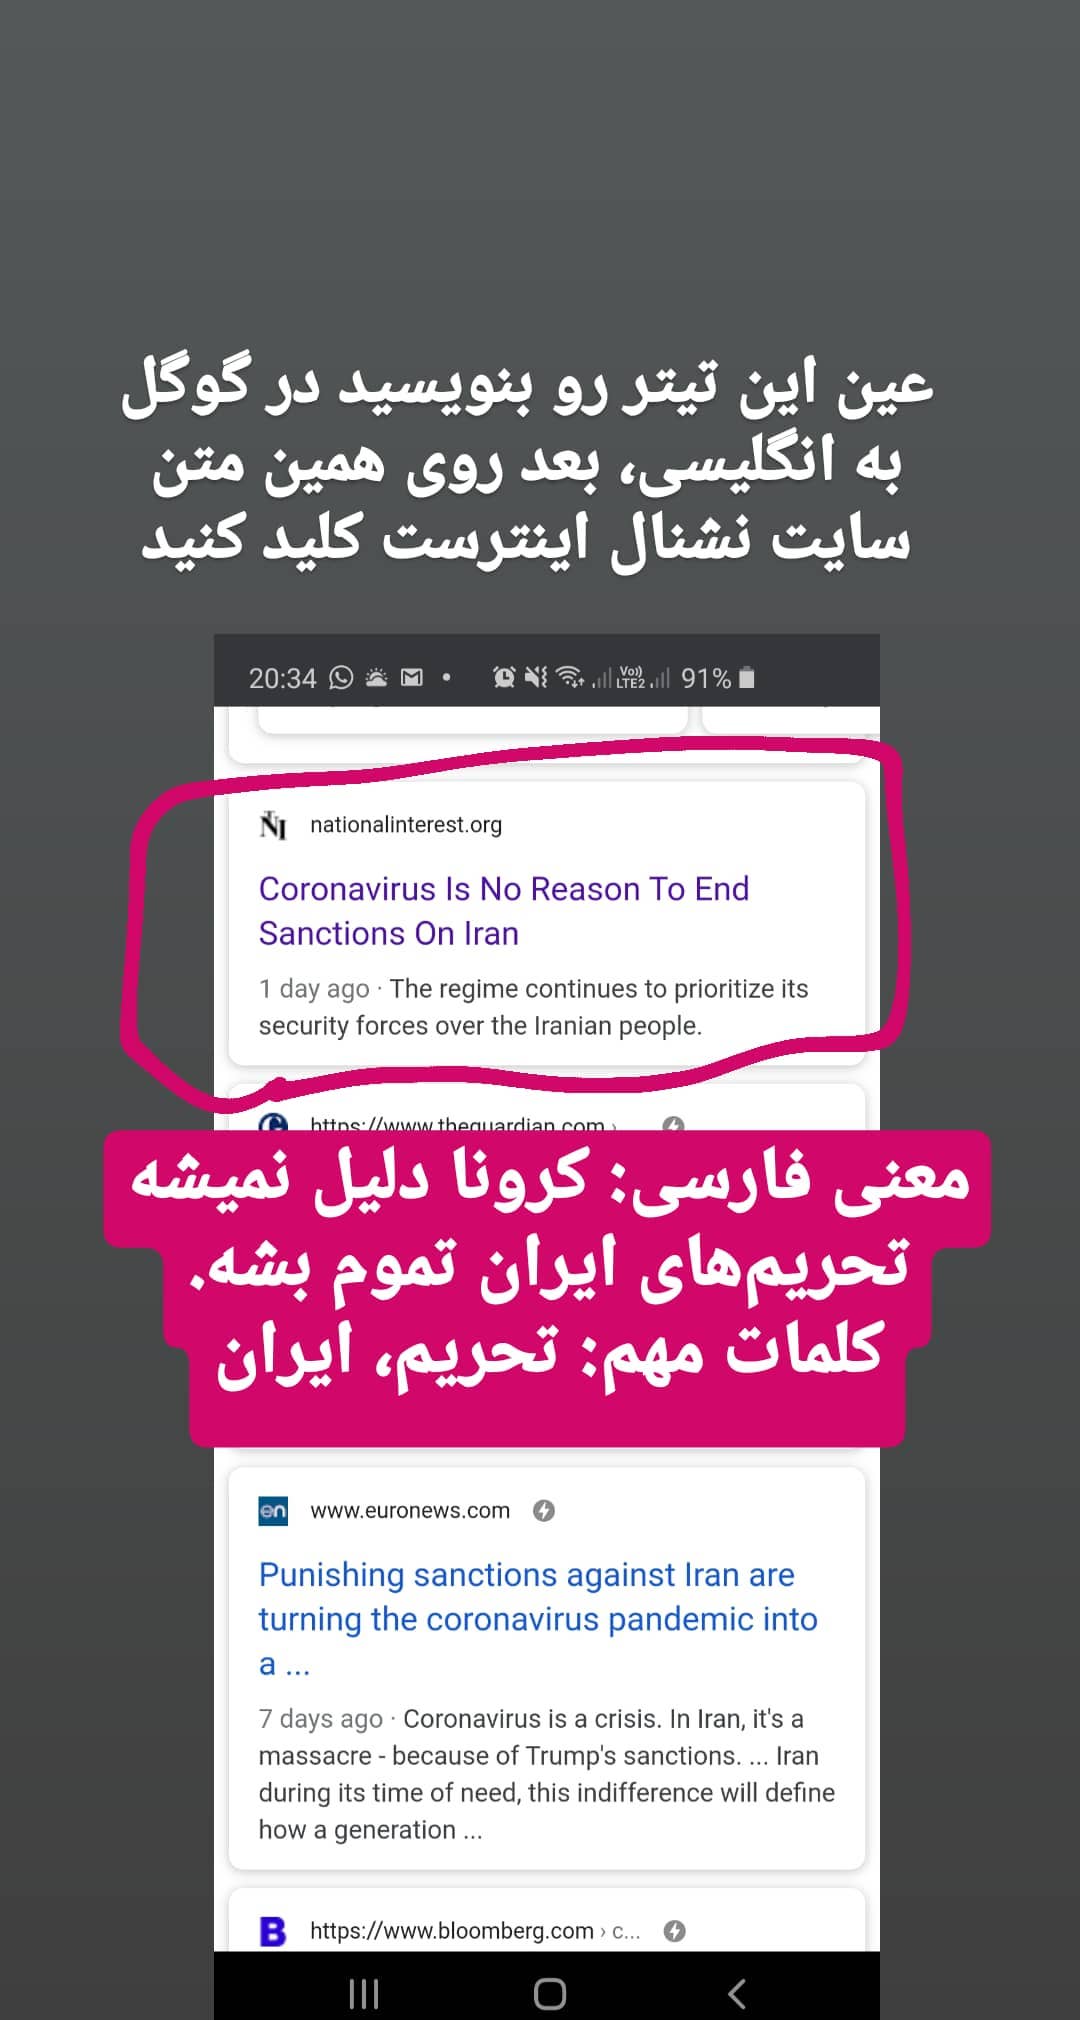 عین این تیتر رو بنویسید در گوگل
به انگلیسی، بعد روی همین متن
سایت نشنال اینترست کلید کنید
20:34 Vo)) LTE2 91%
nationalinterest.org
Coronavirus Is No Reason To End
Sanctions On Iran
1 day ago · The regime continues to prioritize its
security forces over the Iranian people.
https://www.theguardian.com ›
معنی فارسی: کرونا دلیل نمیشه
تحریم‌های ایران تموم بشه.
کلمات مهم: تحریم، ایران
en www.euronews.com
Punishing sanctions against Iran are
turning the coronavirus pandemic into
a ...
7 days ago · Coronavirus is a crisis. In Iran, it's a
massacre - because of Trump's sanctions. ... Iran
during its time of need, this indifference will define
how a generation ...
B https://www.bloomberg.com › c...